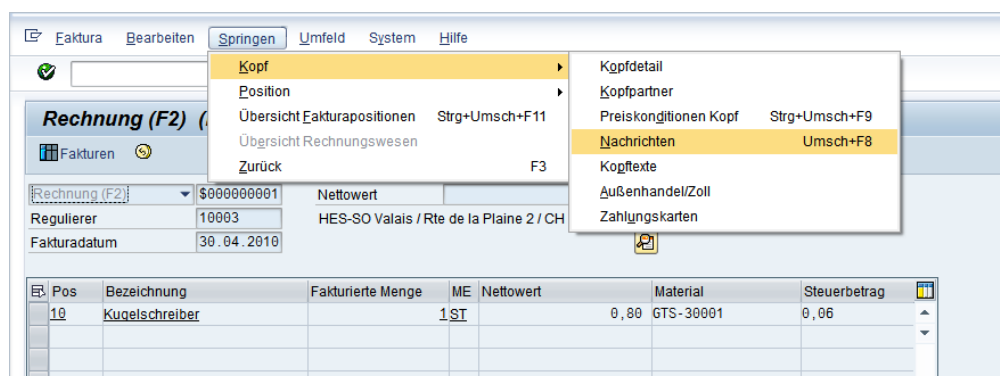 Faktura Bearbeiten Springen Umfeld System Hilfe
Kopf
Position
Übersicht Fakturapositionen Strg+Umsch+F11
Übersicht Rechnungswesen
Zurück F3
Kopfdetail
Kopfpartner
Preiskonditionen Kopf Strg+Umsch+F9
Nachrichten Umsch+F8
Kopftexte
Außenhandel/Zoll
Zahlungskarten
Rechnung (F2) (
Fakturen
Rechnung (F2) $000000001 Nettowert
Regulierer 10003 HES-SO Valais / Rte de la Plaine 2 / CH
Fakturadatum 30.04.2010
Pos Bezeichnung Fakturierte Menge ME Nettowert Material Steuerbetrag
10 Kugelschreiber 1 ST 0,80 GTS-30001 0,06